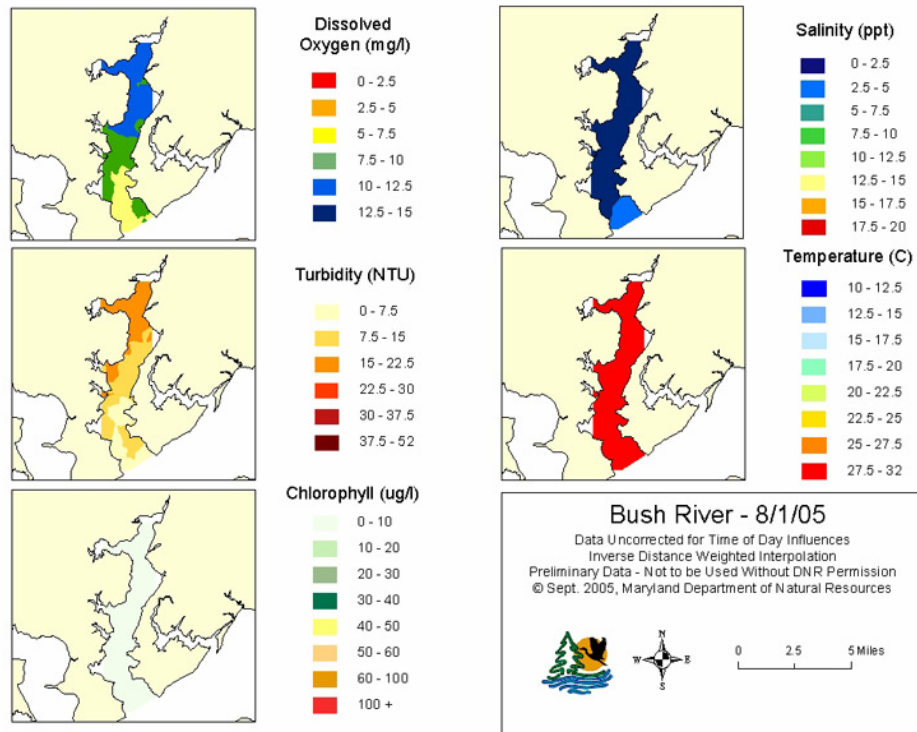 Dissolved
Oxygen (mg/l)
0 - 2.5
2.5 - 5
5 - 7.5
7.5 - 10
10 - 12.5
12.5 - 15
Salinity (ppt)
0 - 2.5
2.5 - 5
5 - 7.5
7.5 - 10
10 - 12.5
12.5 - 15
15 - 17.5
17.5 - 20
Turbidity (NTU)
0 - 7.5
7.5 - 15
15 - 22.5
22.5 - 30
30 - 37.5
37.5 - 52
Temperature (C)
10 - 12.5
12.5 - 15
15 - 17.5
17.5 - 20
20 - 22.5
22.5 - 25
25 - 27.5
27.5 - 32
Chlorophyll (ug/l)
0 - 10
10 - 20
20 - 30
30 - 40
40 - 50
50 - 60
60 - 100
100 +
Bush River - 8/1/05
Data Uncorrected for Time of Day Influences
Inverse Distance Weighted Interpolation
Preliminary Data - Not to be Used Without DNR Permission
© Sept. 2005, Maryland Department of Natural Resources
N
W E
S
0 2.5 5 Miles